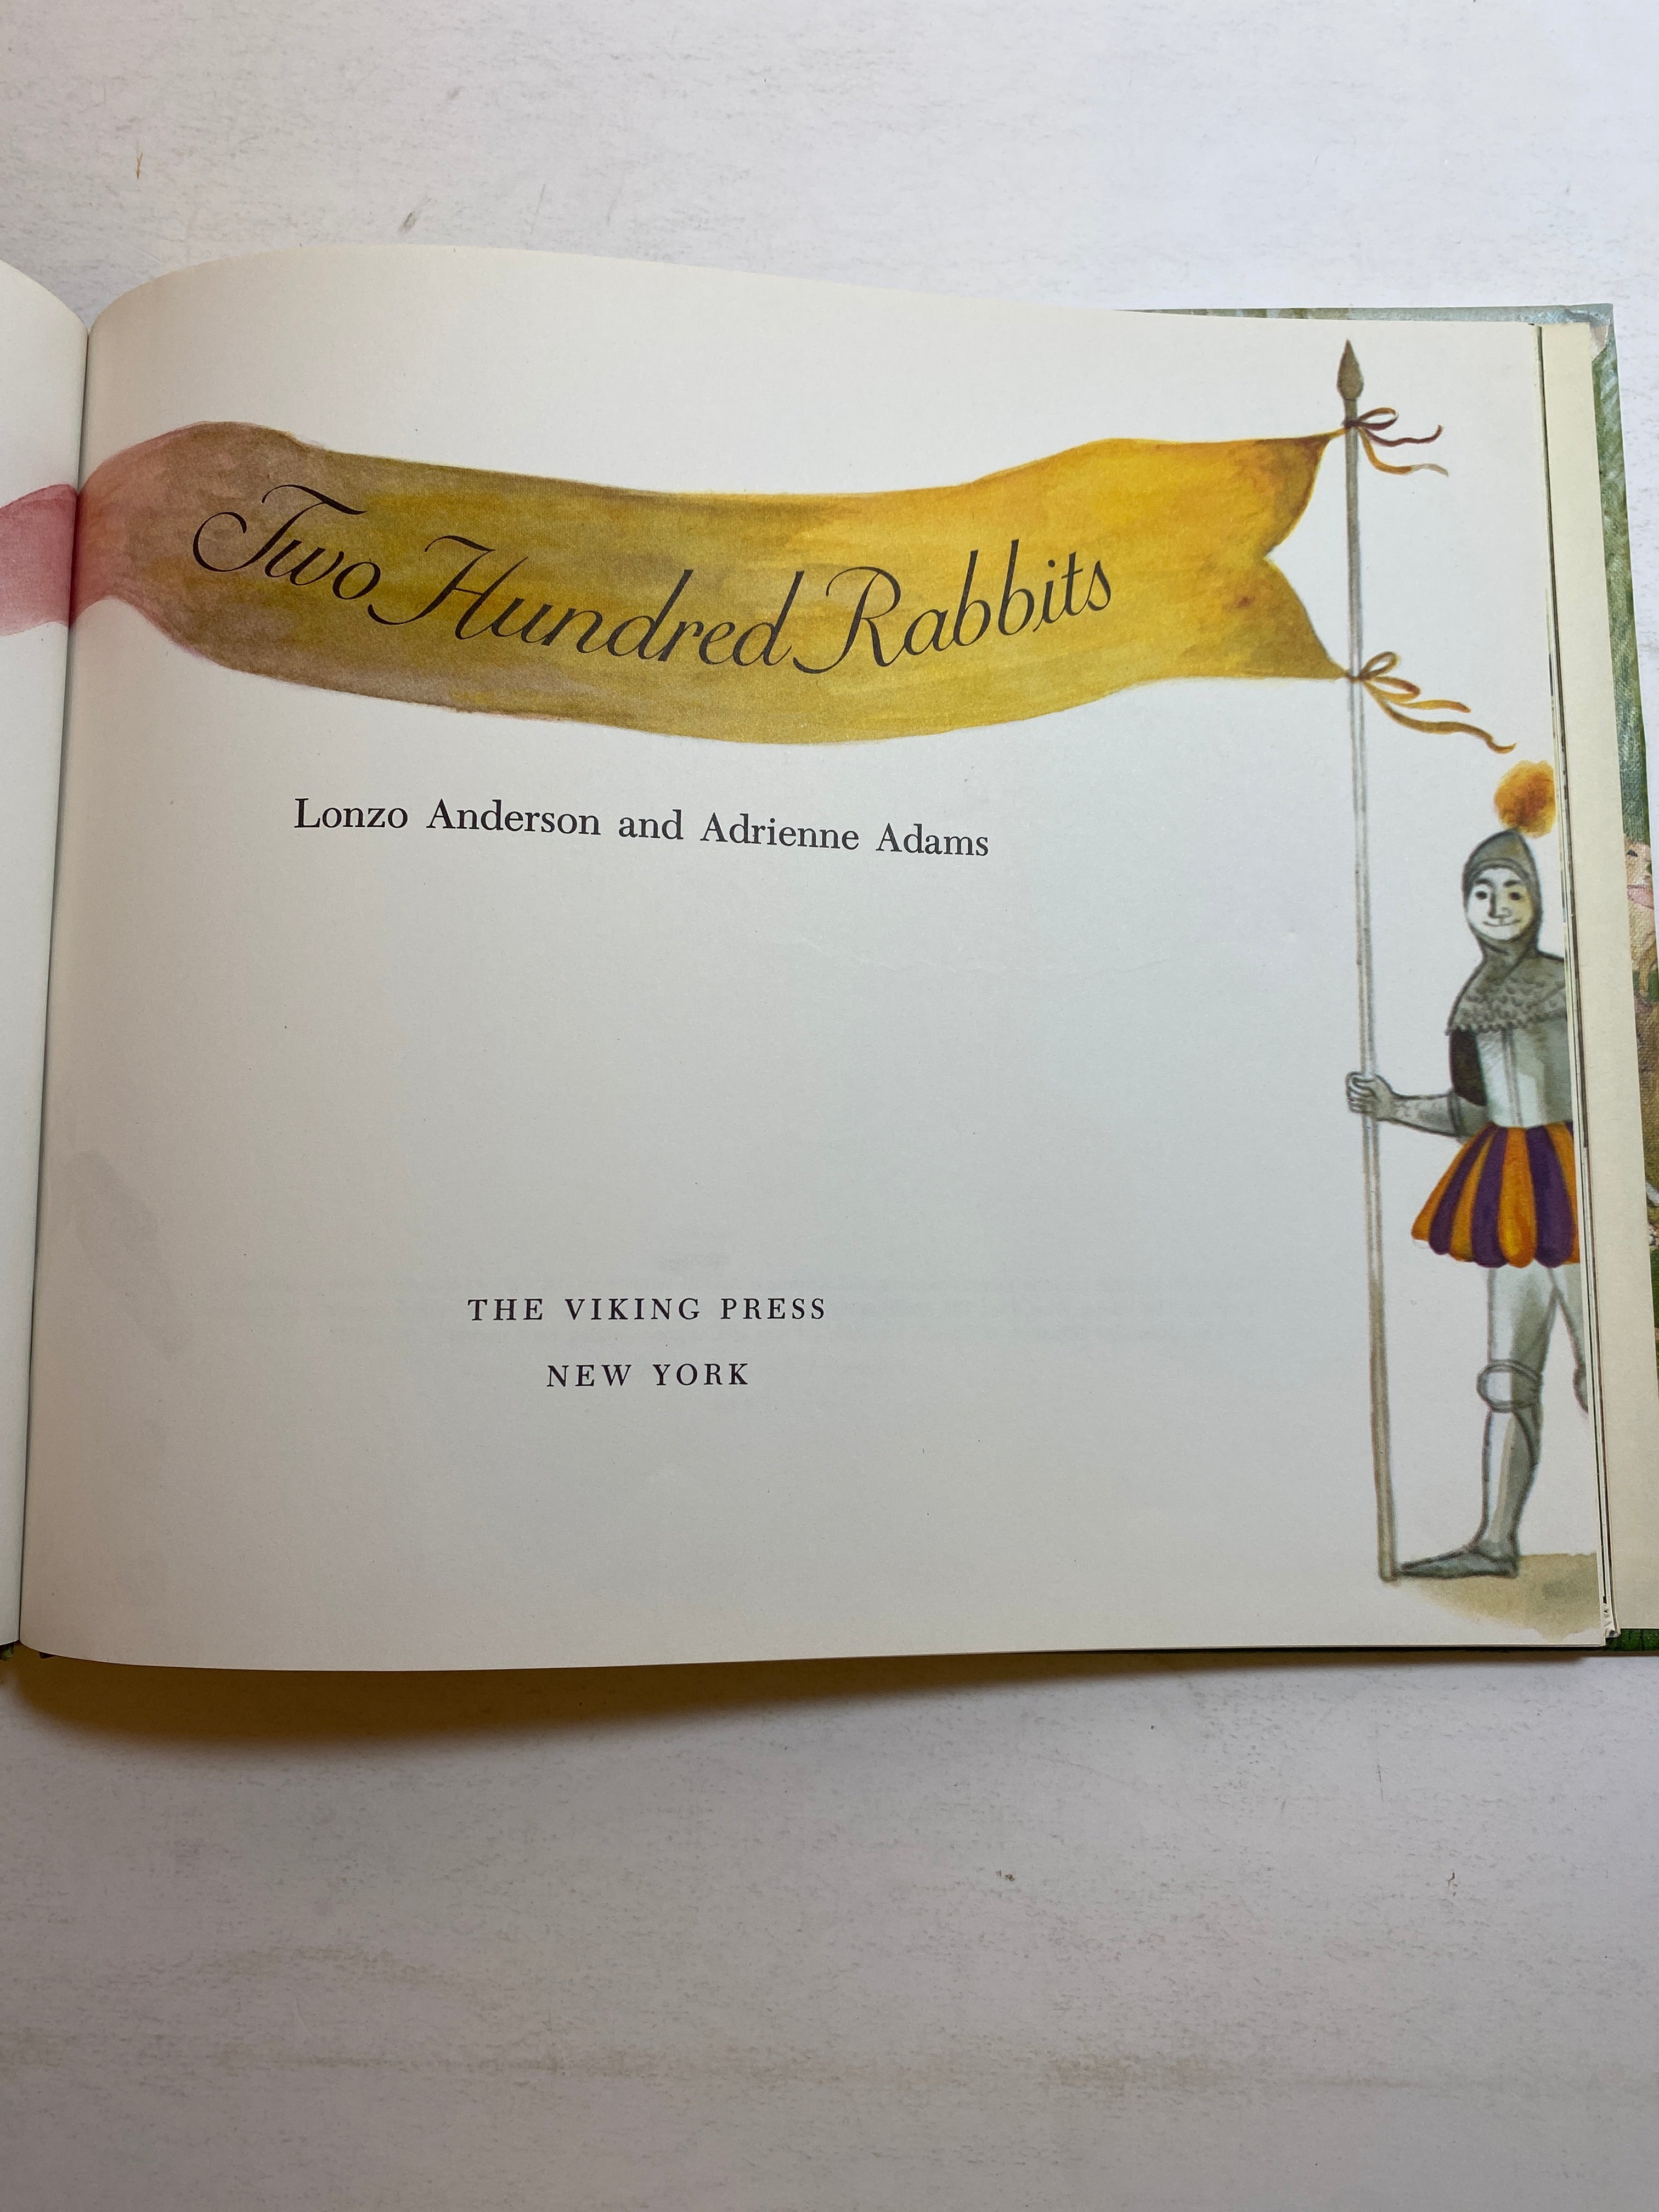 Two Hundred Rabbits
Lonzo Anderson and Adrienne Adams
THE VIKING PRESS
NEW YORK